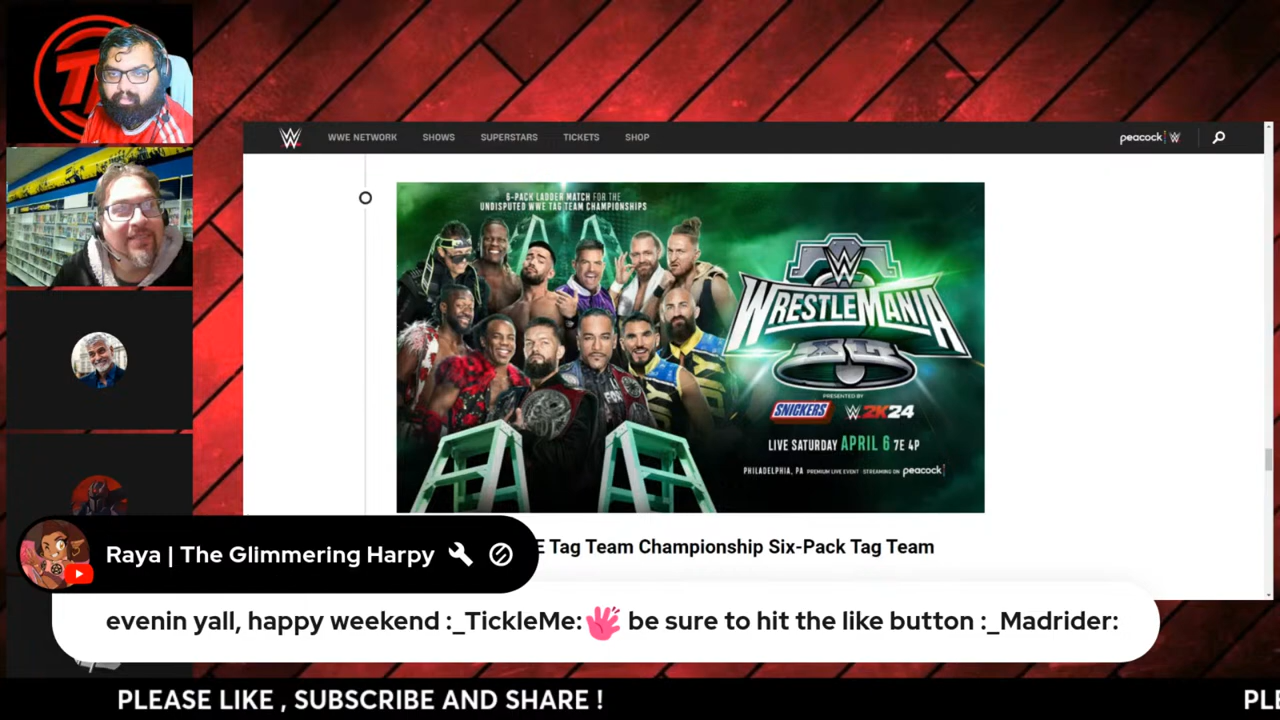 WWE NETWORK SHOWS SUPERSTARS TICKETS SHOP peacock W
6-PACK LADDER MATCH FOR THE
UNDISPUTED WWE TAG TEAM CHAMPIONSHIPS
W
WRESTLEMANIA
XL
PRESENTED BY
SNICKERS W2K24
LIVE SATURDAY APRIL 6 7E 4P
PHILADELPHIA, PA PREMIUM LIVE EVENT STREAMING ON peacock
E Tag Team Championship Six-Pack Tag Team
Raya | The Glimmering Harpy
evenin yall, happy weekend :_TickleMe: be sure to hit the like button :_Madrider:
PLEASE LIKE , SUBSCRIBE AND SHARE ! PLE